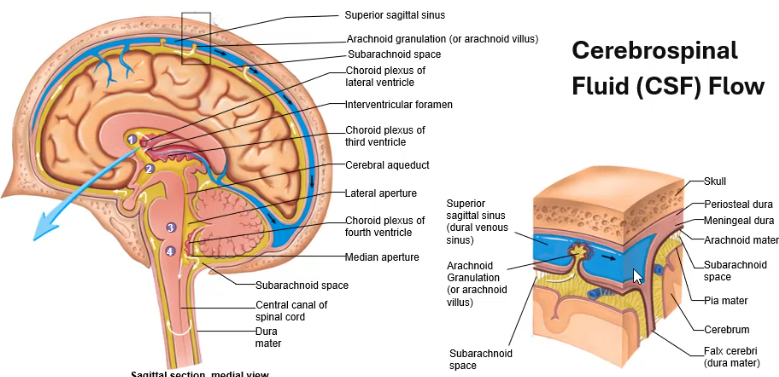 Superior sagittal sinus
Arachnoid granulation (or arachnoid villus)
Subarachnoid space
Choroid plexus of
lateral ventricle
Interventricular foramen
Choroid plexus of
third ventricle
Cerebral aqueduct
Lateral aperture
Choroid plexus of
fourth ventricle
Median aperture
Subarachnoid space
Central canal of
spinal cord
Dura
mater
1
2
3
4
Sagittal section, medial view
Cerebrospinal
Fluid (CSF) Flow
Superior
sagittal sinus
(dural venous
sinus)
Arachnoid
Granulation
(or arachnoid
villus)
Subarachnoid
space
Skull
Periosteal dura
Meningeal dura
Arachnoid mater
Subarachnoid
space
Pia mater
Cerebrum
Falx cerebri
(dura mater)